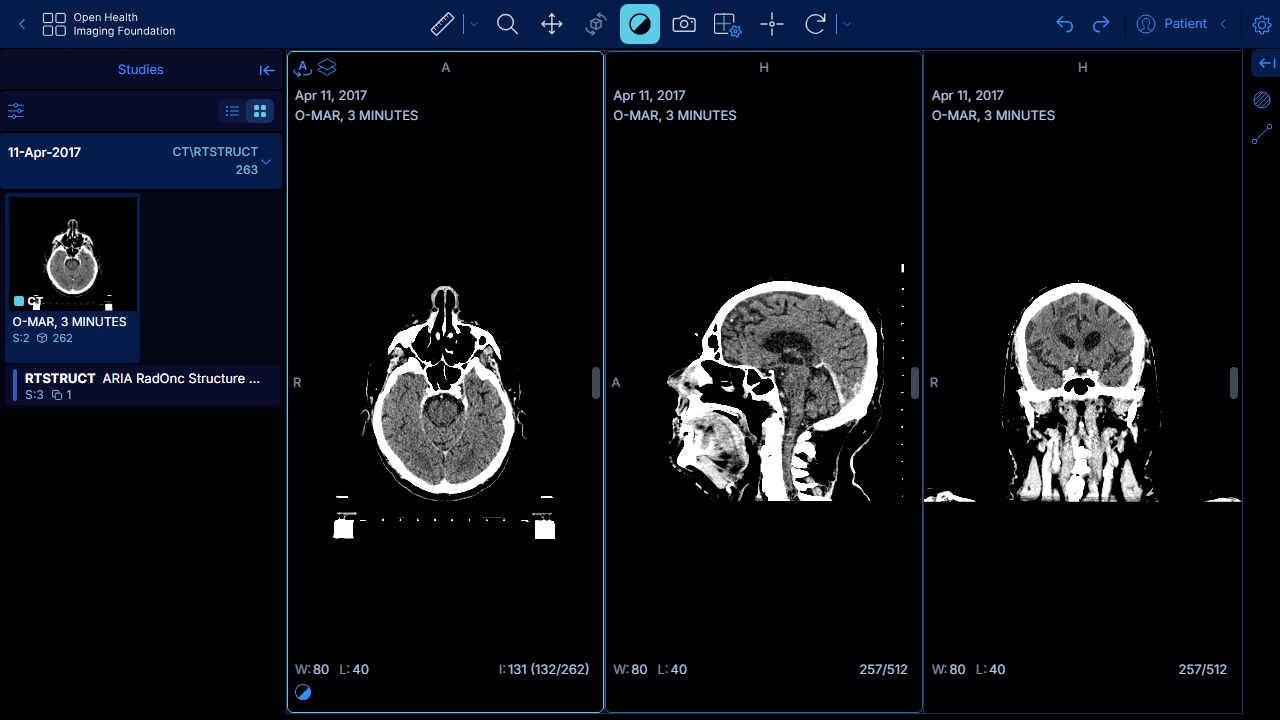 Open Health
Imaging Foundation
Patient
Studies
11-Apr-2017
CT\RTSTRUCT
263
CT
O-MAR, 3 MINUTES
S:2 262
RTSTRUCT ARIA RadOnc Structure ...
S:3 1
A
A
Apr 11, 2017
O-MAR, 3 MINUTES
R
W: 80 L: 40
I: 131 (132/262)
H
Apr 11, 2017
O-MAR, 3 MINUTES
A
W: 80 L: 40
257/512
H
Apr 11, 2017
O-MAR, 3 MINUTES
R
W: 80 L: 40
257/512